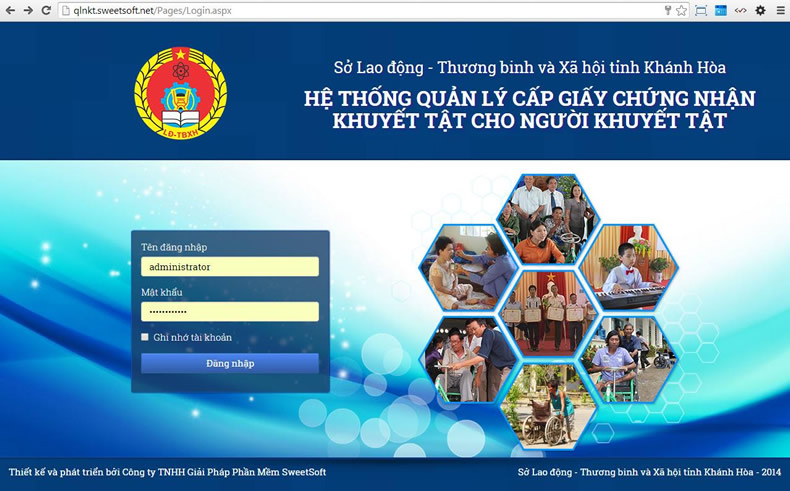 qlnkt.sweetsoft.net/Pages/Login.aspx
LĐ-TBXH
Sở Lao động - Thương binh và Xã hội tỉnh Khánh Hòa
HỆ THỐNG QUẢN LÝ CẤP GIẤY CHỨNG NHẬN
KHUYẾT TẬT CHO NGƯỜI KHUYẾT TẬT
Tên đăng nhập
administrator
Mật khẩu
••••••••••••
Ghi nhớ tài khoản
Đăng nhập
Thiết kế và phát triển bởi Công ty TNHH Giải Pháp Phần Mềm SweetSoft
Sở Lao động - Thương binh và Xã hội tỉnh Khánh Hòa - 2014